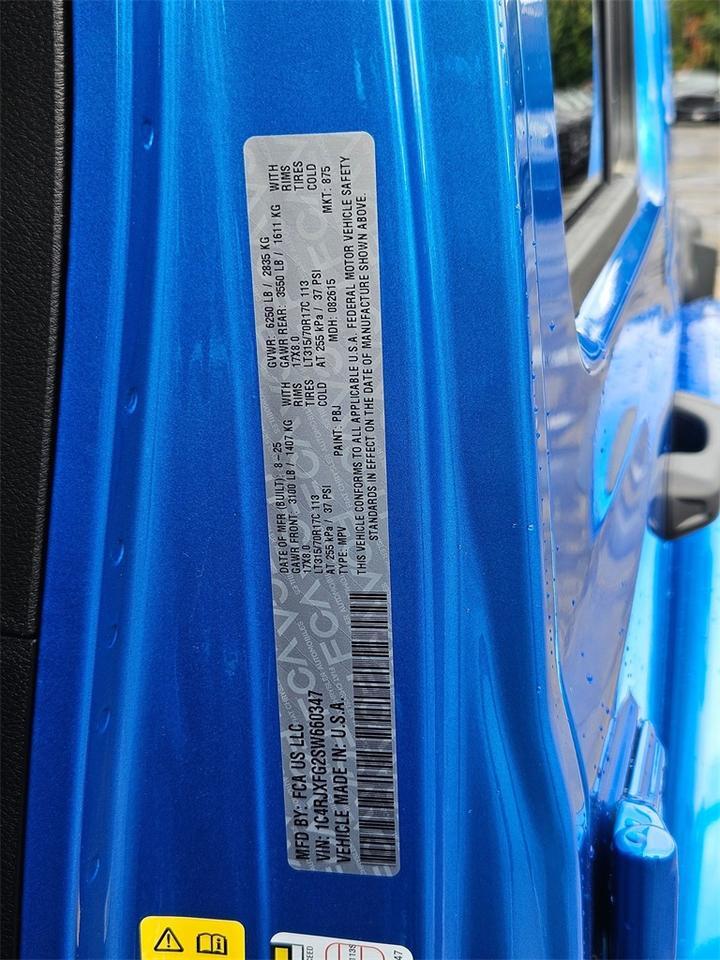 MFD BY: FCA US LLC
VIN: 1C4RJXFG2SW660347
VEHICLE MADE IN: U.S.A.
DATE OF MFR (BUILT): 8-25 GVWR: 6250 LB / 2835 KG
GAWR FRONT: 3100 LB / 1407 KG WITH GAWR REAR: 3550 LB / 1611 KG WITH
17X8.0 RIMS 17X8.0 RIMS
LT315/70R17C 113 TIRES LT315/70R17C 113 TIRES
AT 255 kPa / 37 PSI COLD AT 255 kPa / 37 PSI COLD
TYPE: MPV PAINT: PBJ MDH: 082615 MKT: 875
THIS VEHICLE CONFORMS TO ALL APPLICABLE U.S.A. FEDERAL MOTOR VEHICLE SAFETY
STANDARDS IN EFFECT ON THE DATE OF MANUFACTURE SHOWN ABOVE.